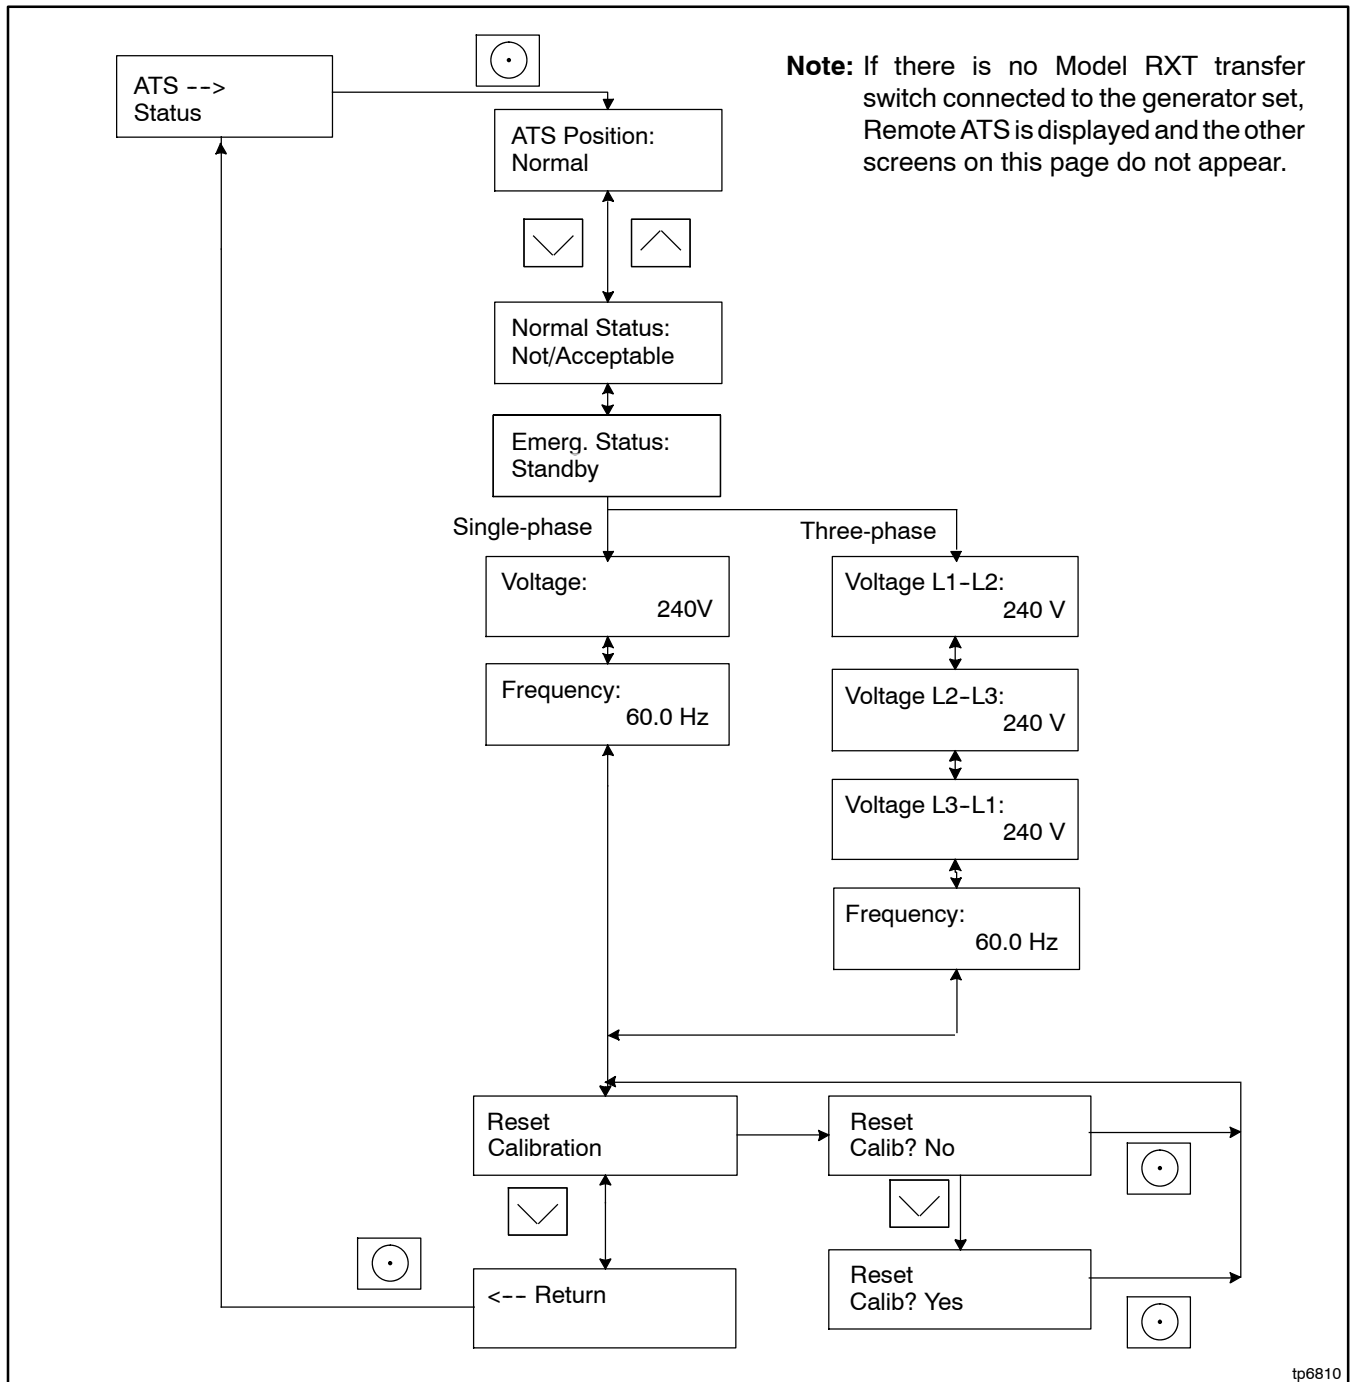 ATS -->
Status
Note: If there is no Model RXT transfer
switch connected to the generator set,
Remote ATS is displayed and the other
screens on this page do not appear.
ATS Position:
Normal
Normal Status:
Not/Acceptable
Emerg. Status:
Standby
Single-phase
Three-phase
Voltage:
240V
Frequency:
60.0 Hz
Voltage L1-L2:
240 V
Voltage L2-L3:
240 V
Voltage L3-L1:
240 V
Frequency:
60.0 Hz
Reset
Calibration
Reset
Calib? No
<-- Return
Reset
Calib? Yes
tp6810